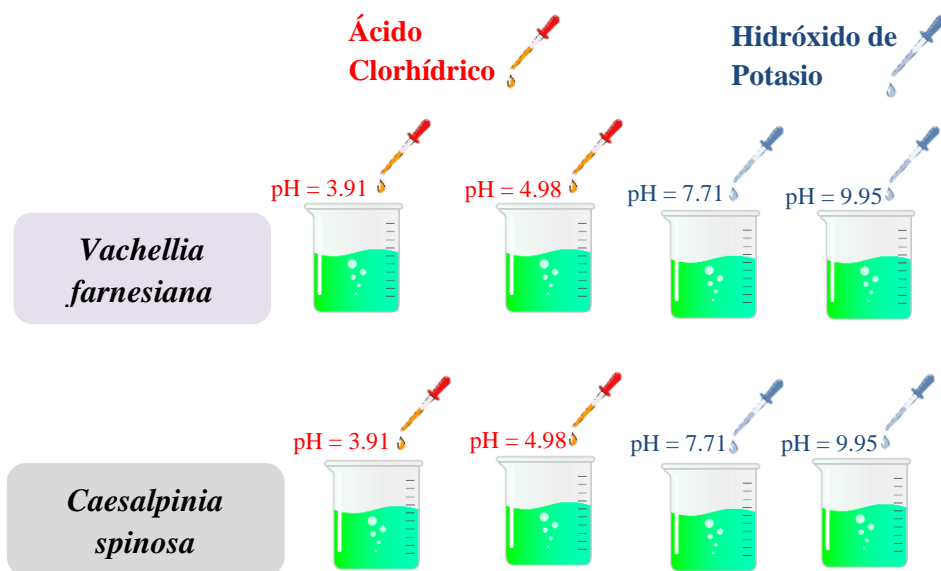 Ácido
Clorhídrico
Hidróxido de
Potasio
pH = 3.91
pH = 4.98
pH = 7.71
pH = 9.95
Vachellia
farnesiana
pH = 3.91
pH = 4.98
pH = 7.71
pH = 9.95
Caesalpinia
spinosa